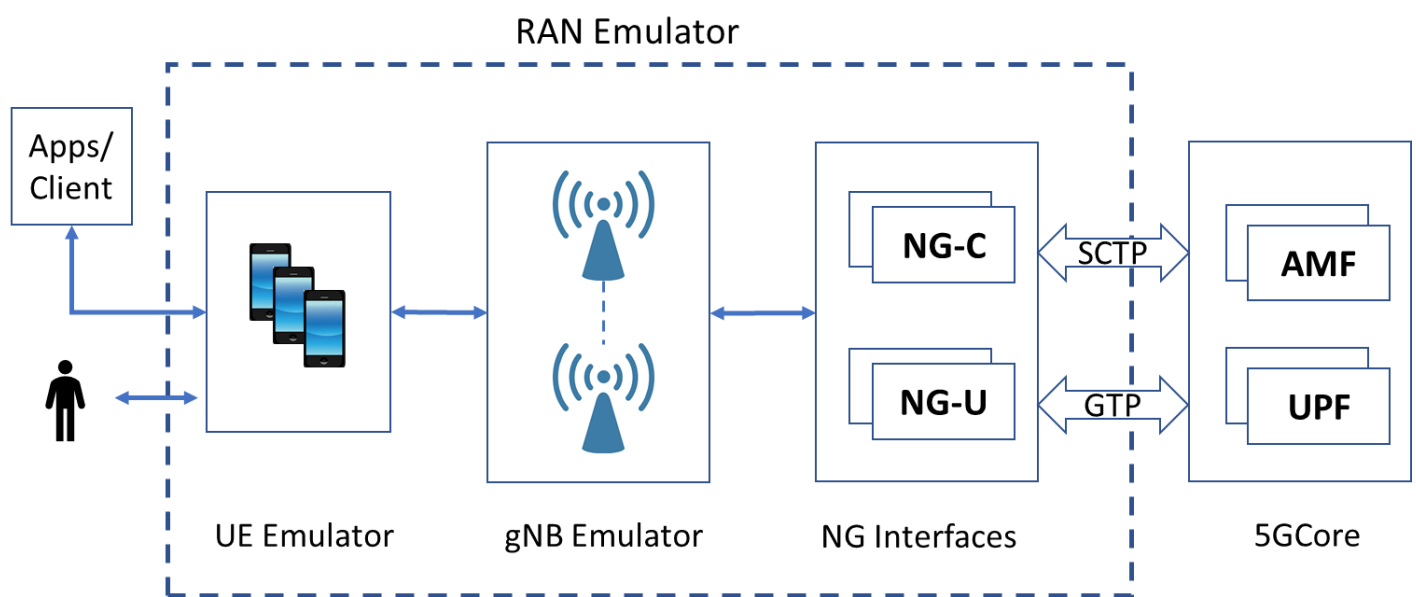 RAN Emulator
Apps/
Client
NG-C
SCTP
AMF
NG-U
GTP
UPF
UE Emulator
gNB Emulator
NG Interfaces
5GCore